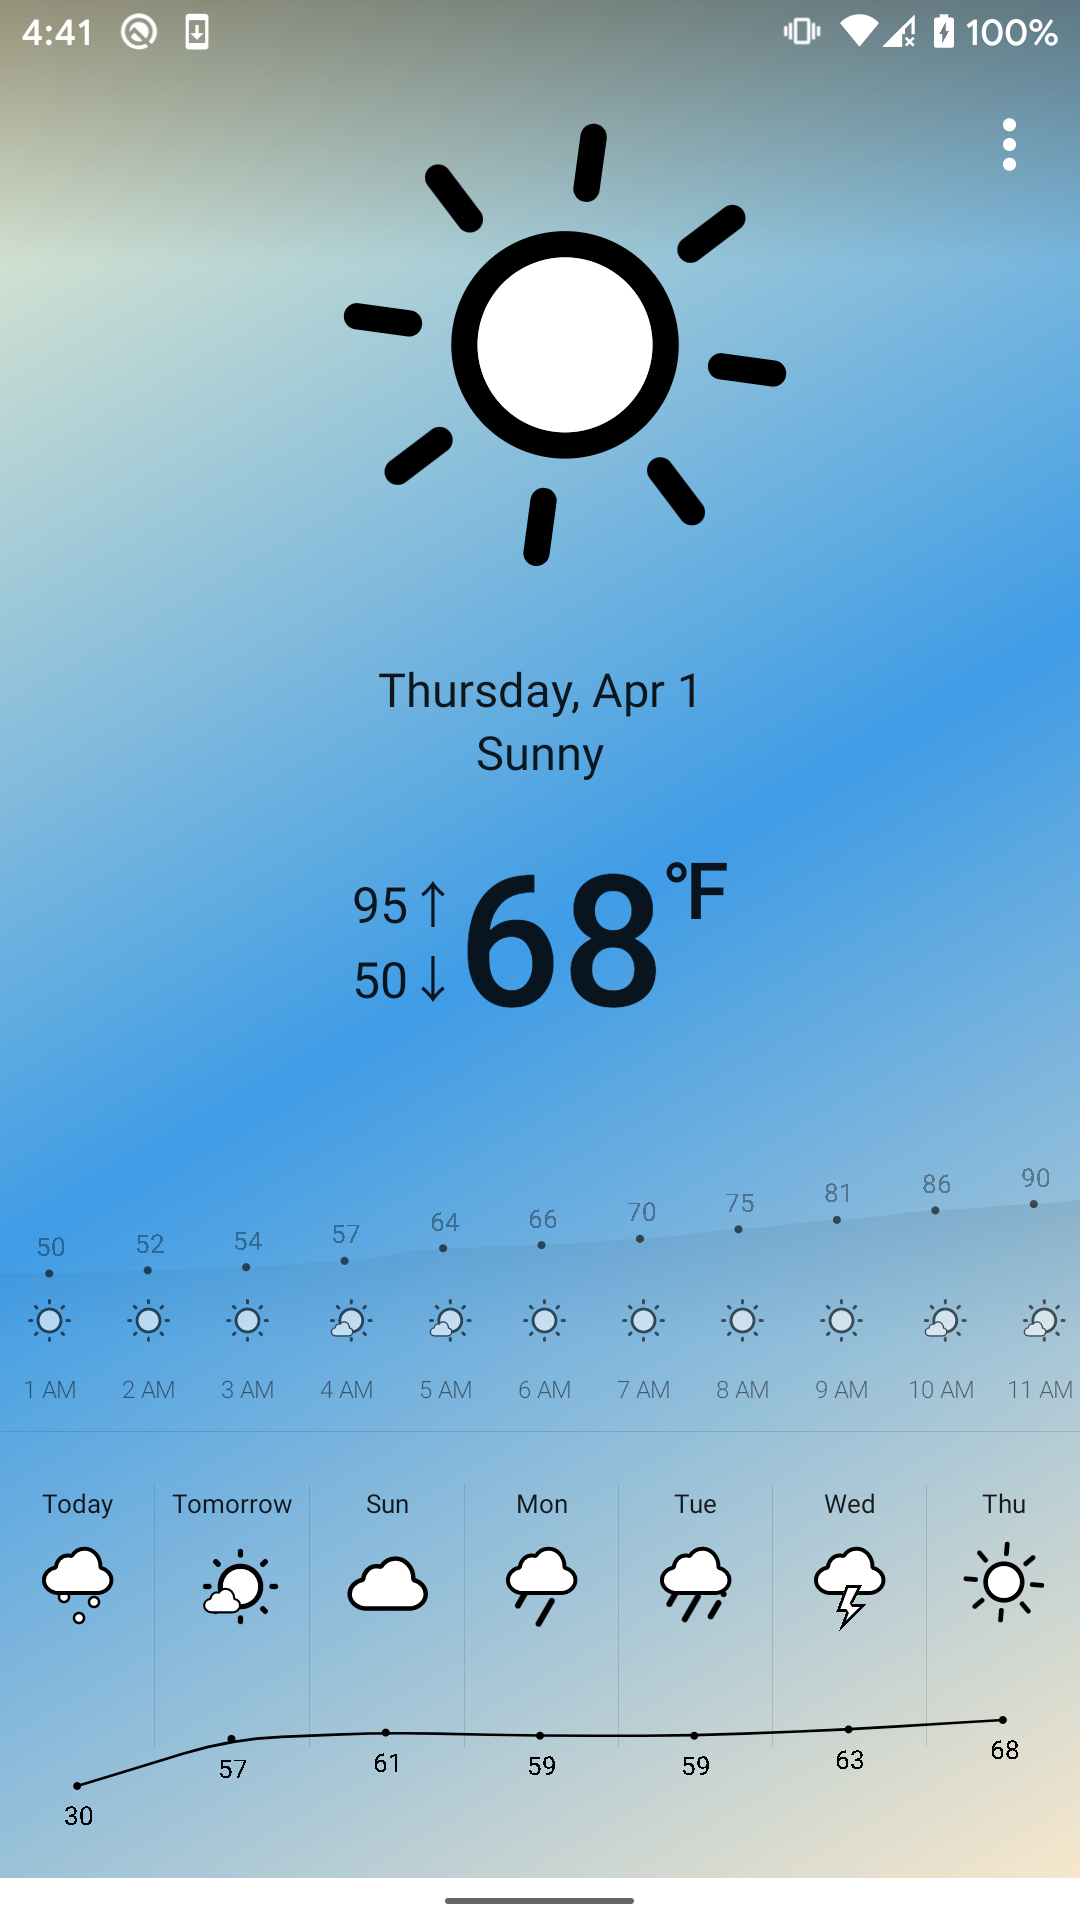 4:41 100%
Thursday, Apr 1
Sunny
95↑ 68 °F
50↓
50 52 54 57 64 66 70 75 81 86 90
1 AM 2 AM 3 AM 4 AM 5 AM 6 AM 7 AM 8 AM 9 AM 10 AM 11 AM
Today Tomorrow Sun Mon Tue Wed Thu
30 57 61 59 59 63 68